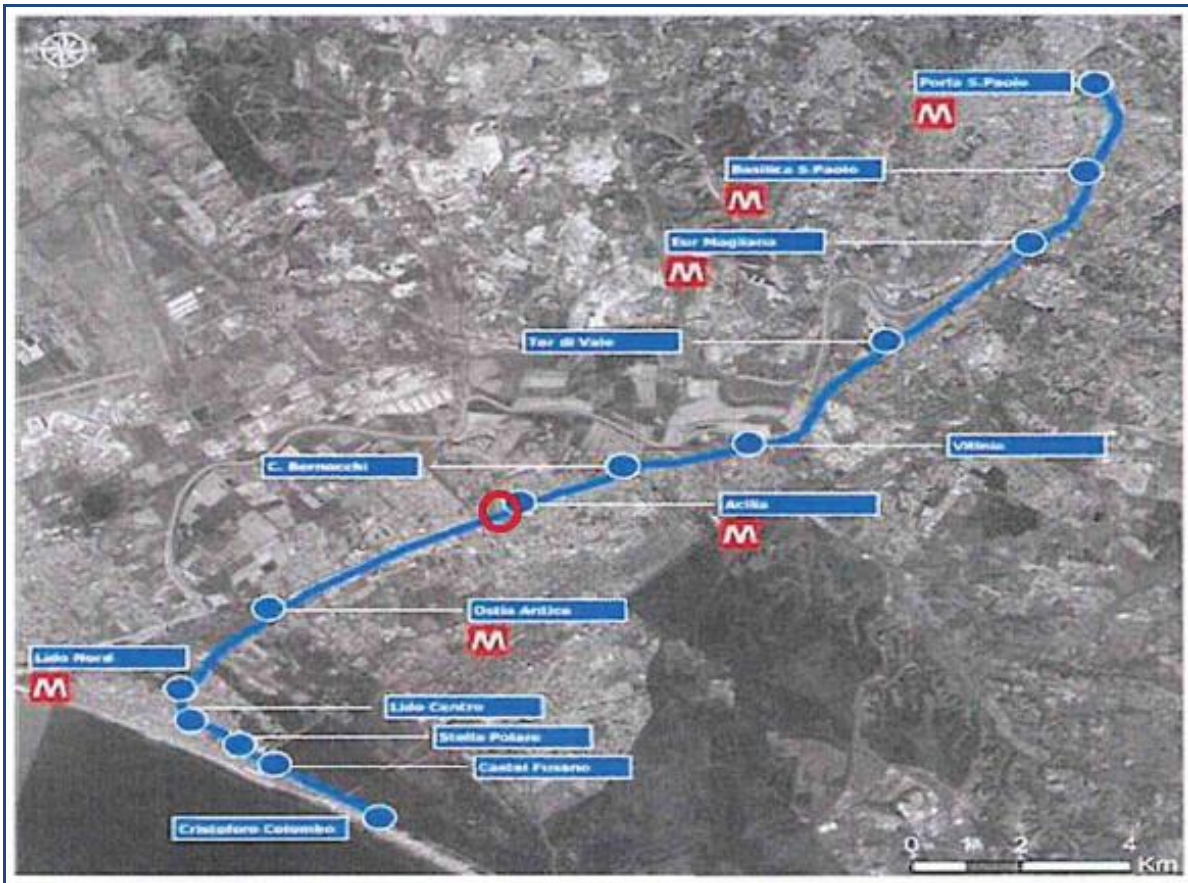 Porta S.Paolo
M
Basilica S.Paolo
M
Eur Magliana
M
Tor di Vale
Vitinia
C. Bernocchi
Acilia
M
Ostia Antica
M
Lido Nord
M
Lido Centro
Stella Polare
Castel Fusano
Cristoforo Colombo
0 2 4
Km